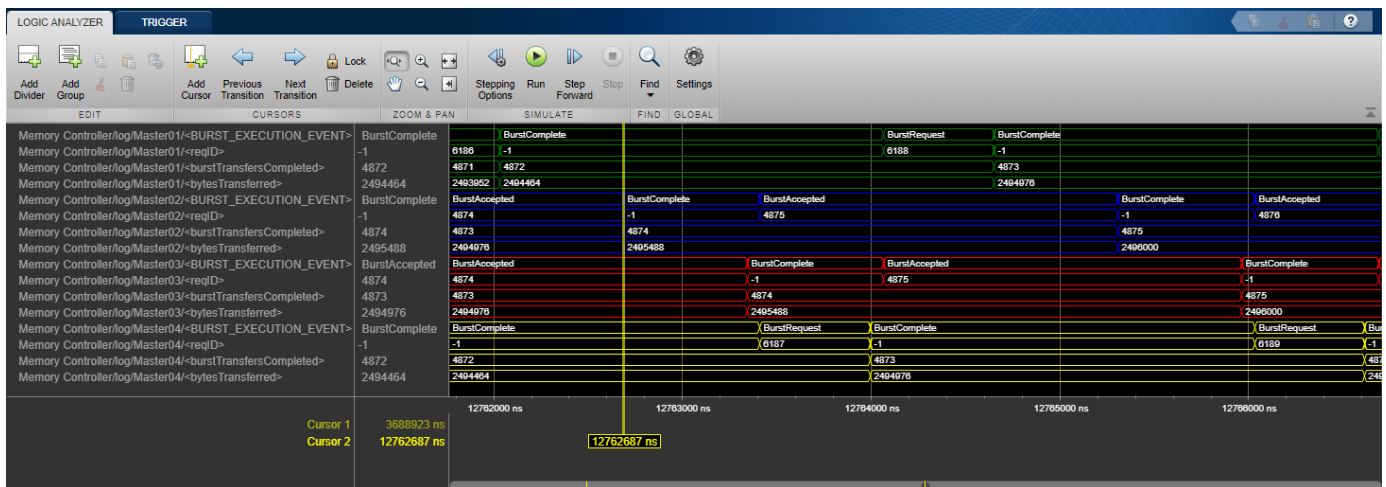 LOGIC ANALYZER TRIGGER
Add Divider Add Group Add Cursor Previous Transition Next Transition Lock Delete Stepping Options Run Step Forward Stop Find Settings
EDIT CURSORS ZOOM & PAN SIMULATE FIND GLOBAL
Memory Controller/log/Master01/<BURST_EXECUTION_EVENT> BurstComplete BurstComplete BurstRequest BurstComplete
Memory Controller/log/Master01/<reqID> -1 6186 -1 6188 -1
Memory Controller/log/Master01/<burstTransfersCompleted> 4872 4871 4872 4873
Memory Controller/log/Master01/<bytesTransferred> 2494464 2493952 2494464 2494976
Memory Controller/log/Master02/<BURST_EXECUTION_EVENT> BurstComplete BurstAccepted BurstComplete BurstAccepted BurstComplete BurstAccepted
Memory Controller/log/Master02/<reqID> -1 4874 -1 4875 -1 4876
Memory Controller/log/Master02/<burstTransfersCompleted> 4874 4873 4874 4875
Memory Controller/log/Master02/<bytesTransferred> 2495488 2494976 2495488 2496000
Memory Controller/log/Master03/<BURST_EXECUTION_EVENT> BurstAccepted BurstAccepted BurstComplete BurstAccepted BurstComplete
Memory Controller/log/Master03/<reqID> 4874 4874 -1 4875 -1
Memory Controller/log/Master03/<burstTransfersCompleted> 4873 4873 4874 4875
Memory Controller/log/Master03/<bytesTransferred> 2494976 2494976 2495488 2496000
Memory Controller/log/Master04/<BURST_EXECUTION_EVENT> BurstComplete BurstComplete BurstRequest BurstComplete BurstRequest Bur
Memory Controller/log/Master04/<reqID> -1 -1 6187 -1 6189 -1
Memory Controller/log/Master04/<burstTransfersCompleted> 4872 4872 4873 487
Memory Controller/log/Master04/<bytesTransferred> 2494464 2494464 2494976 249
12762000 ns 12763000 ns 12764000 ns 12765000 ns 12766000 ns
Cursor 1 3688923 ns
Cursor 2 12762687 ns 12762687 ns